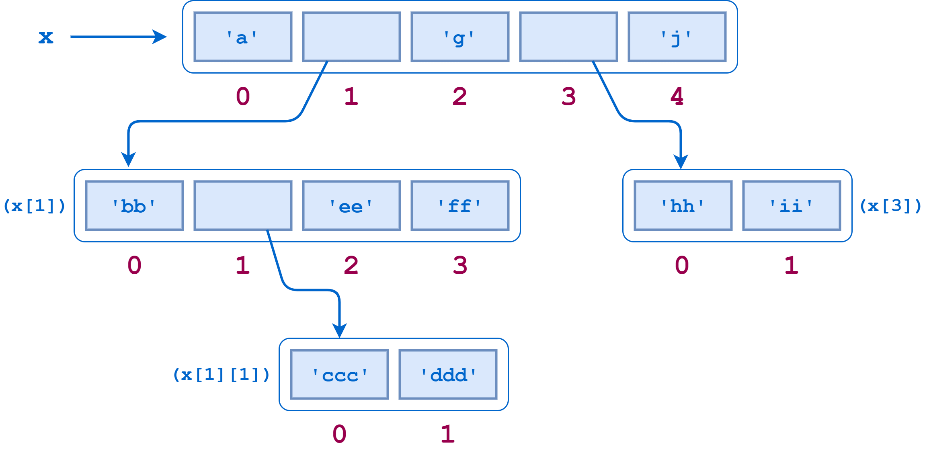 x 'a' 'g' 'j'
0 1 2 3 4
(x[1]) 'bb' 'ee' 'ff' 'hh' 'ii' (x[3])
0 1 2 3 0 1
(x[1][1]) 'ccc' 'ddd'
0 1